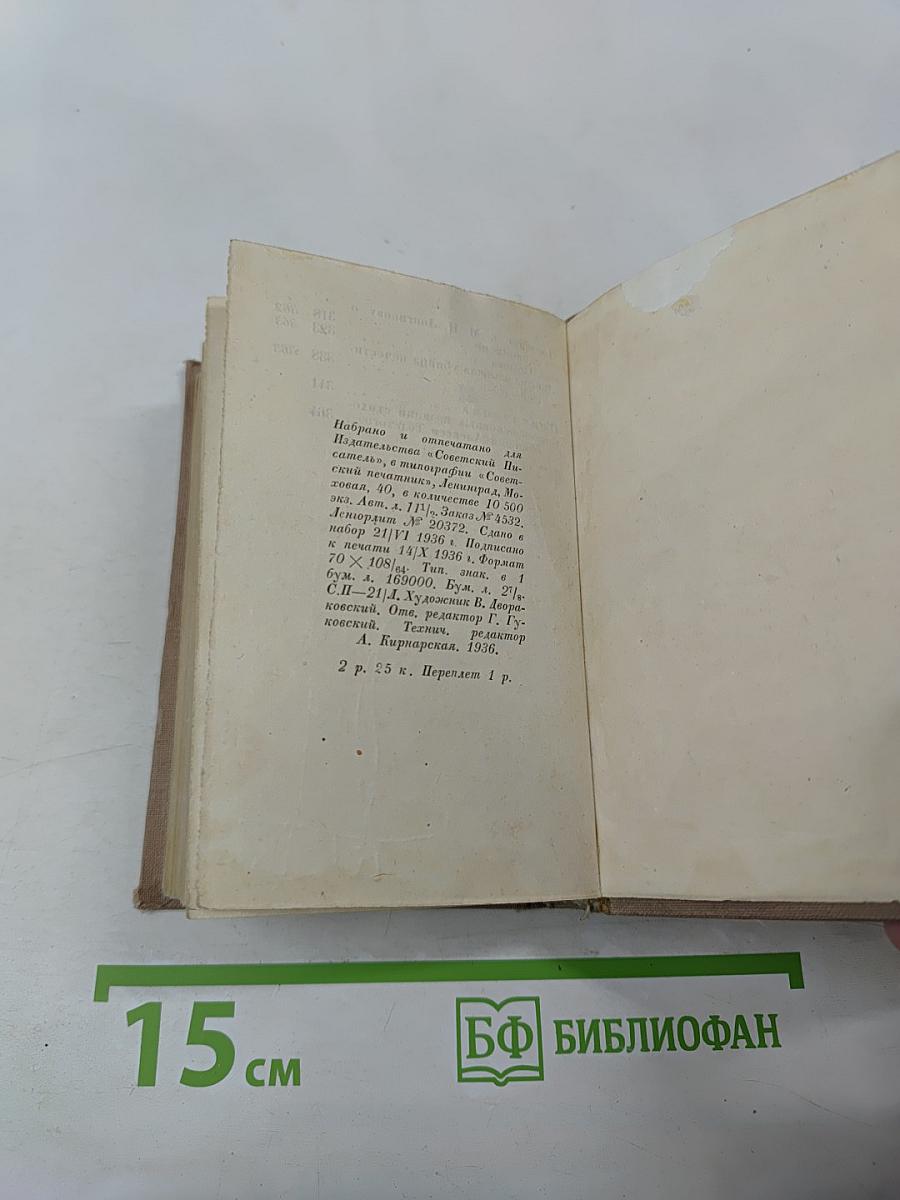 Набрано и отпечатано для
Издательства «Советский Пи-
сатель», в типографии «Совет-
ский печатник», Ленинград, Мо-
ховая, 40, в количестве 10 500
экз. Авт. л. 11¹/₂. Заказ № 4532.
Ленгорлит № 20372. Сдано в
набор 21/VI 1936 г. Подписано
к печати 14/X 1936 г. Формат
70 × 108/₆₄. Тип. знак. в 1
бум. л. 169000. Бум. л. 2⁷/₈.
С.П—21/Л. Художник В. Двора-
ковский. Отв. редактор Г. Гу-
ковский. Технич. редактор
А. Кирнарская. 1936.
2 р. 25 к. Переплет 1 р.
15 см
БФ БИБЛИОФАН